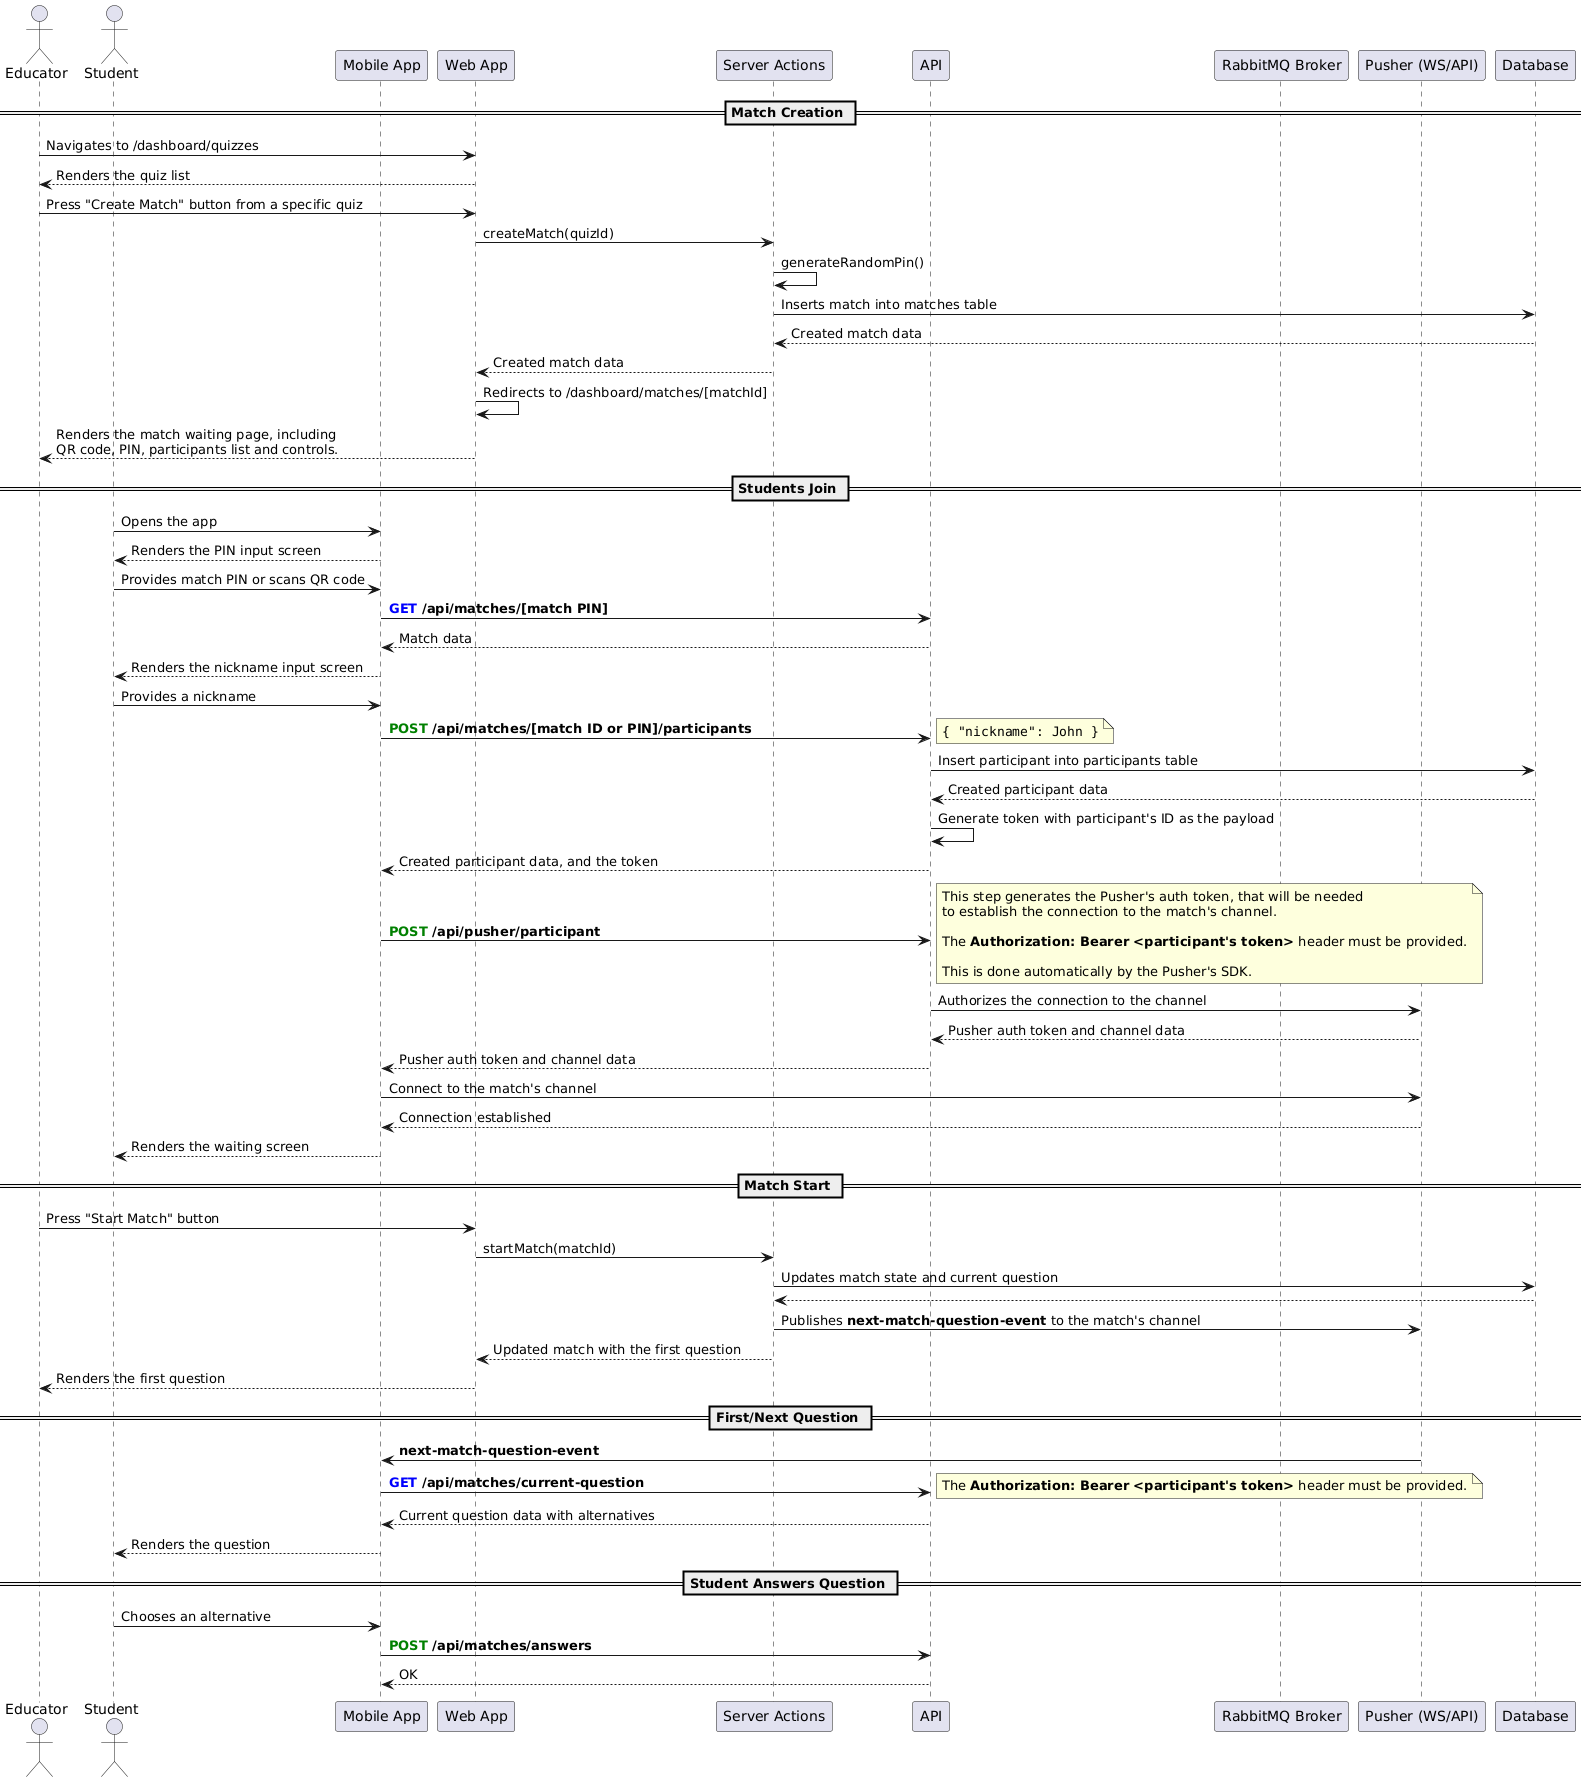 Educator
Student
Mobile App
Web App
Server Actions
API
RabbitMQ Broker
Pusher (WS/API)
Database
Match Creation
Navigates to /dashboard/quizzes
Renders the quiz list
Press "Create Match" button from a specific quiz
createMatch(quizId)
generateRandomPin()
Inserts match into matches table
Created match data
Created match data
Redirects to /dashboard/matches/[matchId]
Renders the match waiting page, including
QR code, PIN, participants list and controls.
Students Join
Opens the app
Renders the PIN input screen
Provides match PIN or scans QR code
GET /api/matches/[match PIN]
Match data
Renders the nickname input screen
Provides a nickname
POST /api/matches/[match ID or PIN]/participants
{ "nickname": John }
Insert participant into participants table
Created participant data
Generate token with participant's ID as the payload
Created participant data, and the token
This step generates the Pusher's auth token, that will be needed
to establish the connection to the match's channel.
The Authorization: Bearer <participant's token> header must be provided.
This is done automatically by the Pusher's SDK.
POST /api/pusher/participant
Authorizes the connection to the channel
Pusher auth token and channel data
Pusher auth token and channel data
Connect to the match's channel
Connection established
Renders the waiting screen
Match Start
Press "Start Match" button
startMatch(matchId)
Updates match state and current question
Publishes next-match-question-event to the match's channel
Updated match with the first question
Renders the first question
First/Next Question
next-match-question-event
GET /api/matches/current-question
The Authorization: Bearer <participant's token> header must be provided.
Current question data with alternatives
Renders the question
Student Answers Question
Chooses an alternative
POST /api/matches/answers
OK
Educator
Student
Mobile App
Web App
Server Actions
API
RabbitMQ Broker
Pusher (WS/API)
Database